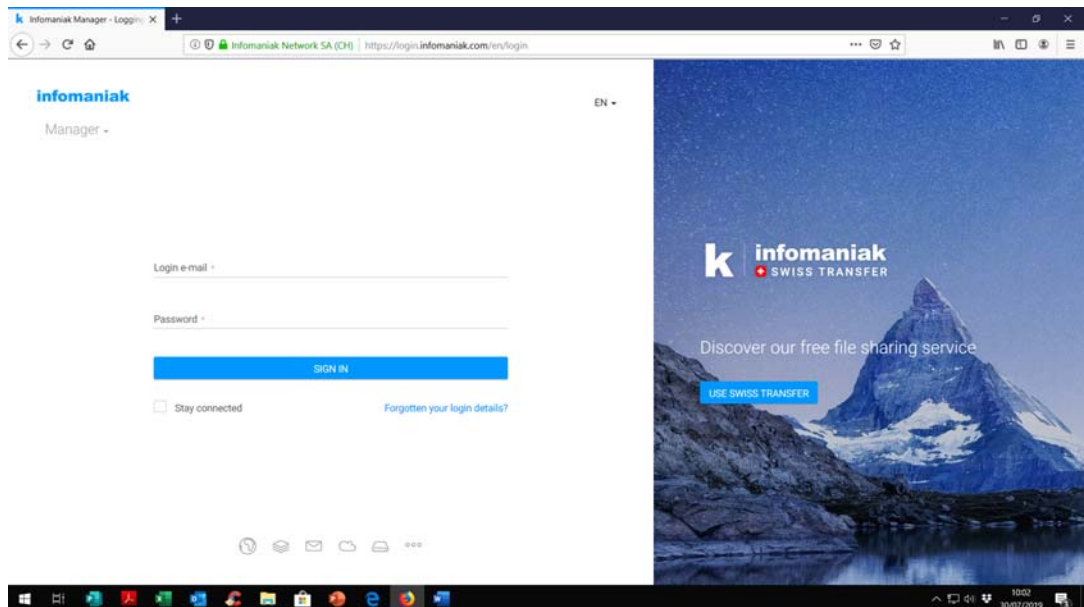 Infomaniak Manager - Logging
Infomaniak Network SA (CH) https://login.infomaniak.com/en/login
infomaniak
EN
Manager
k infomaniak
SWISS TRANSFER
Login e-mail *
Password *
Discover our free file sharing service
SIGN IN
USE SWISS TRANSFER
Stay connected
Forgotten your login details?
10:02
30/07/2019